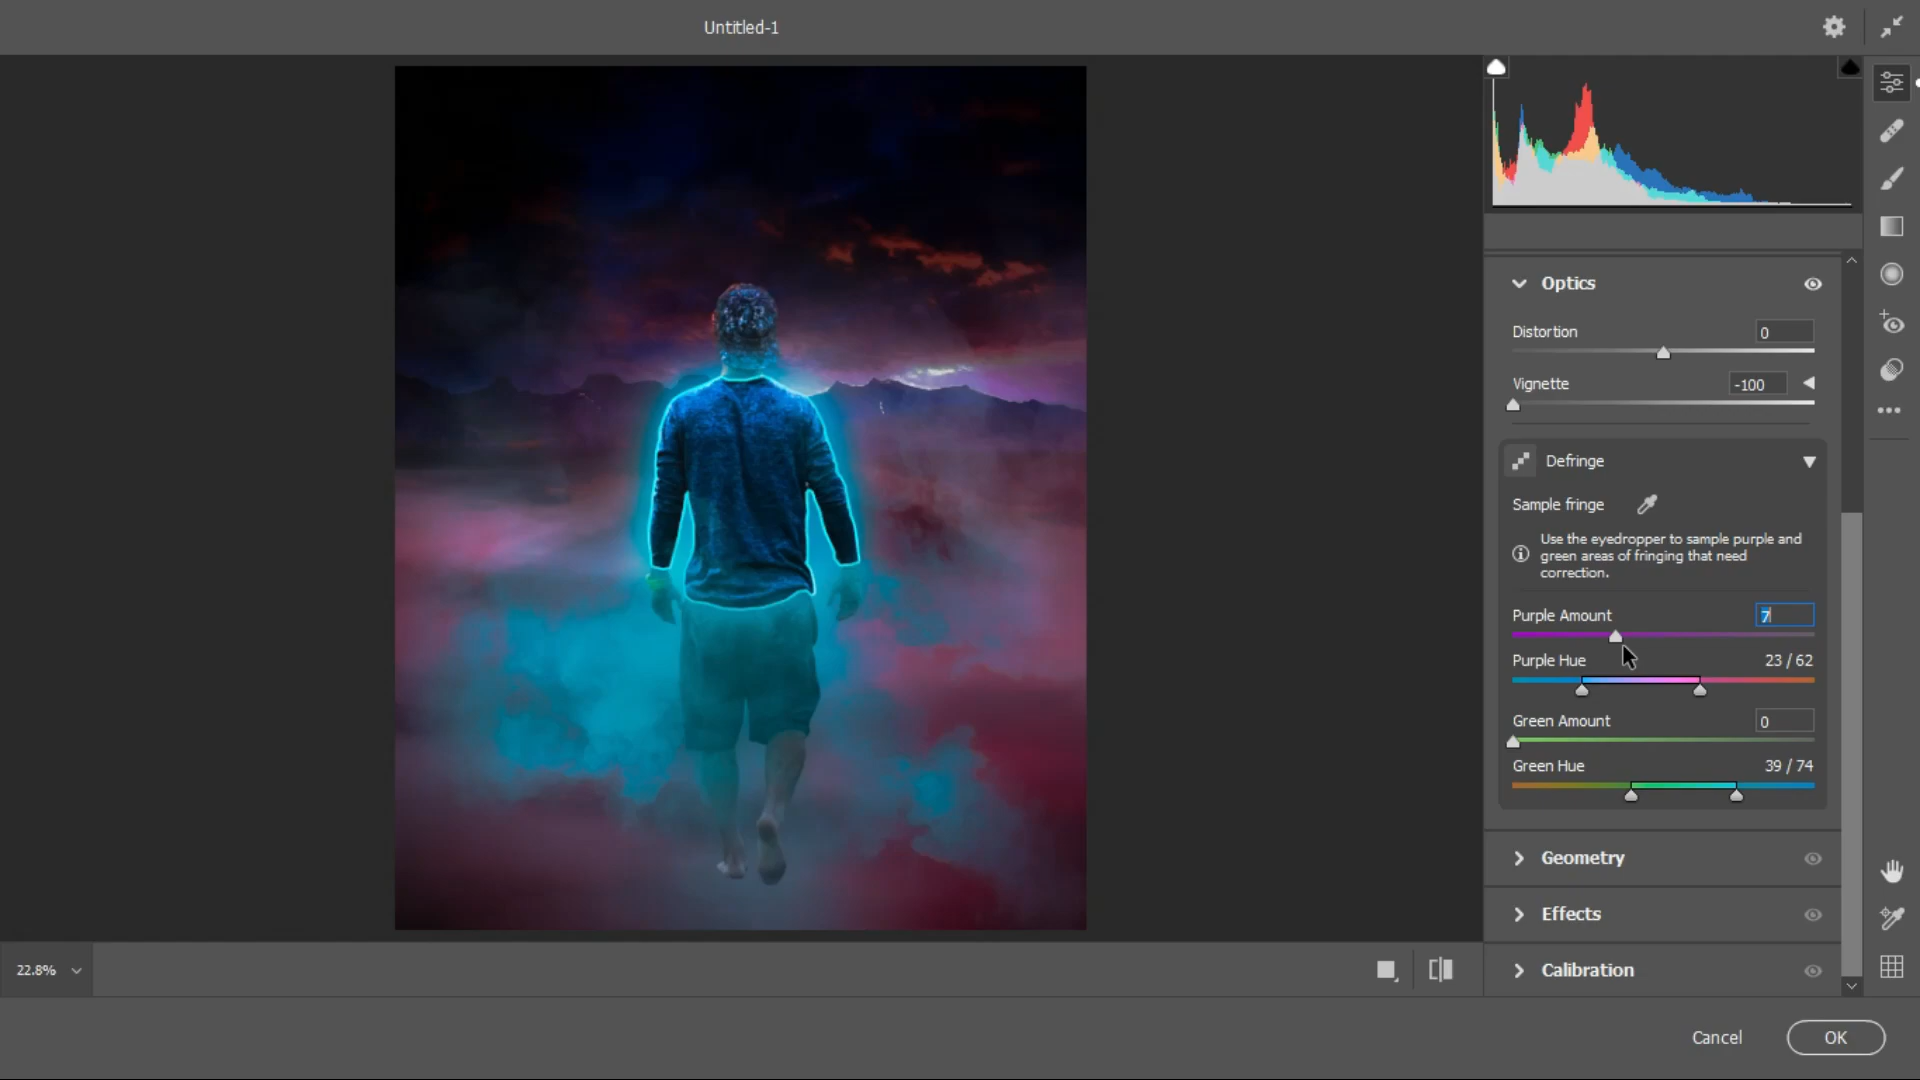 Untitled-1
Optics
Distortion 0
Vignette -100
Defringe
Sample fringe
Use the eyedropper to sample purple and
green areas of fringing that need
correction.
Purple Amount 7
Purple Hue 23 / 62
Green Amount 0
Green Hue 39 / 74
Geometry
Effects
22.8%
Calibration
Cancel OK